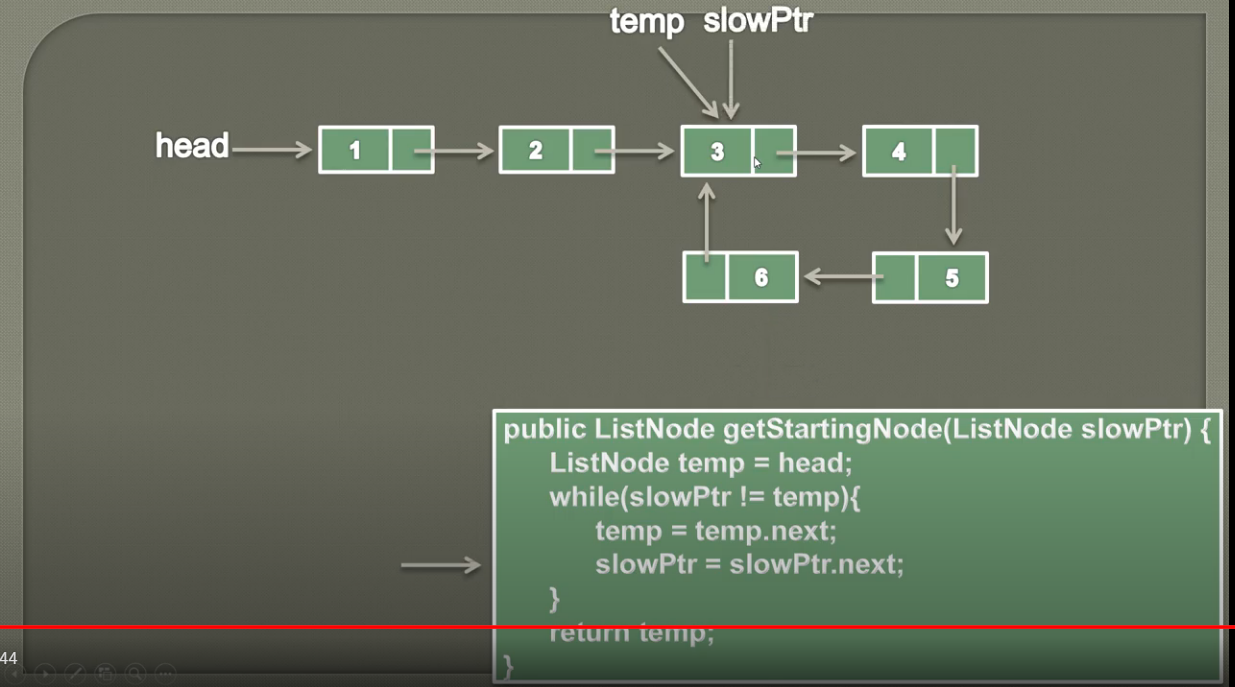 temp slowPtr
head 1 2 3 4
6 5
public ListNode getStartingNode(ListNode slowPtr) {
ListNode temp = head;
while(slowPtr != temp){
temp = temp.next;
slowPtr = slowPtr.next;
}
return temp;
}
44